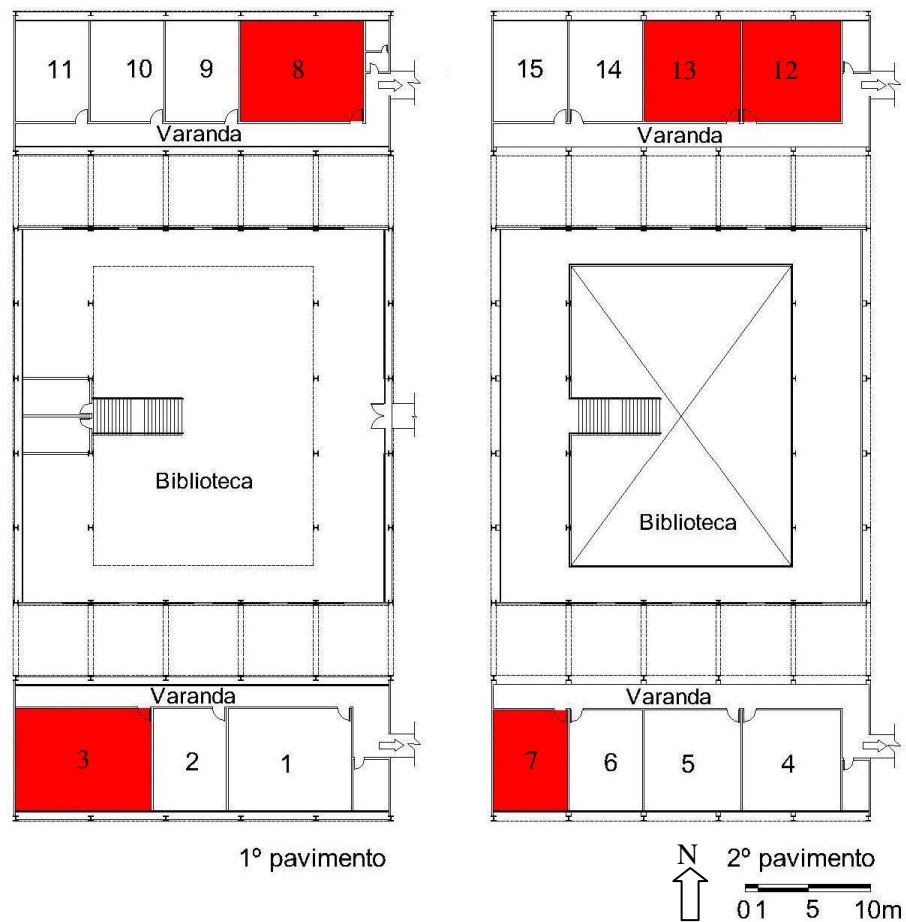 11 10 9 8
Varanda
Biblioteca
Varanda
3 2 1
1º pavimento
15 14 13 12
Varanda
Biblioteca
Varanda
7 6 5 4
N 2º pavimento
0 1 5 10m